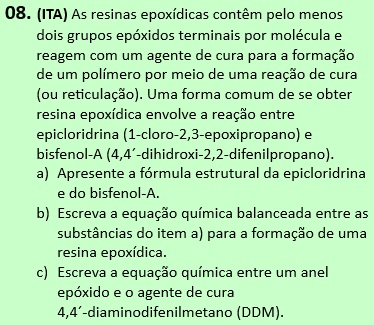 08. (ITA) As resinas epoxídicas contêm pelo menos
dois grupos epóxidos terminais por molécula e
reagem com um agente de cura para a formação
de um polímero por meio de uma reação de cura
(ou reticulação). Uma forma comum de se obter
resina epoxídica envolve a reação entre
epicloridrina (1-cloro-2,3-epoxipropano) e
bisfenol-A (4,4´-dihidroxi-2,2-difenilpropano).
a) Apresente a fórmula estrutural da epicloridrina
e do bisfenol-A.
b) Escreva a equação química balanceada entre as
substâncias do item a) para a formação de uma
resina epoxídica.
c) Escreva a equação química entre um anel
epóxido e o agente de cura
4,4´-diaminodifenilmetano (DDM).